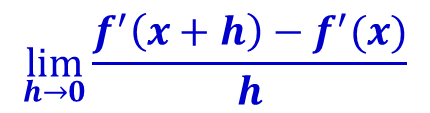 lim h→0 f′(x + h) − f′(x) / h